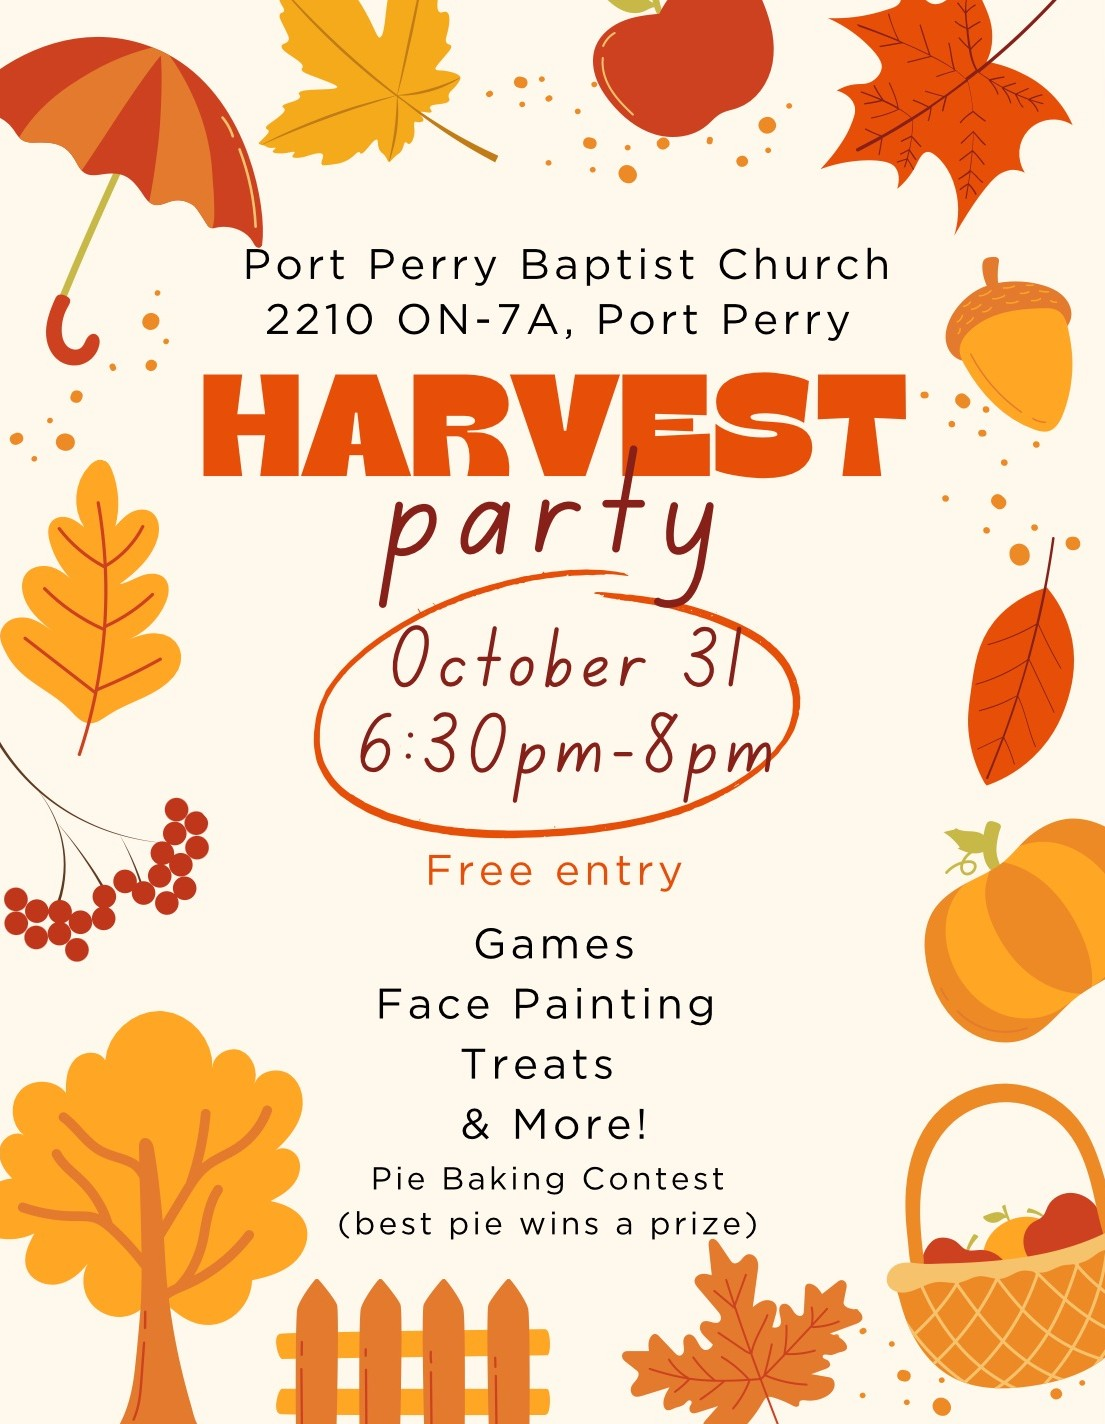 Port Perry Baptist Church
2210 ON-7A, Port Perry
HARVEST
party
October 31
6:30pm-8pm
Free entry
Games
Face Painting
Treats
& More!
Pie Baking Contest
(best pie wins a prize)